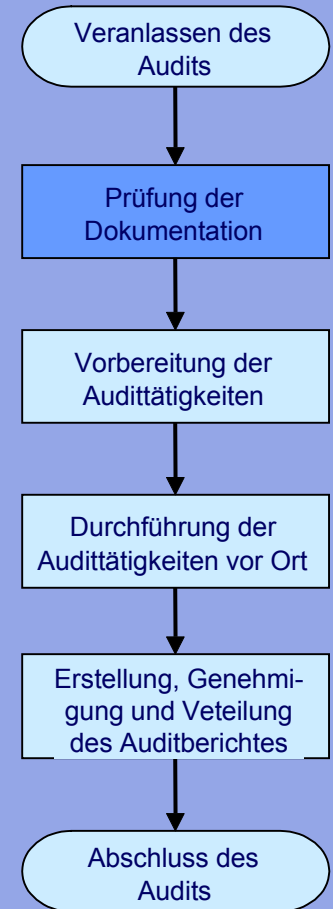 Veranlassen des
Audits
Prüfung der
Dokumentation
Vorbereitung der
Audittätigkeiten
Durchführung der
Audittätigkeiten vor Ort
Erstellung, Genehmi-
gung und Veteilung
des Auditberichtes
Abschluss des
Audits